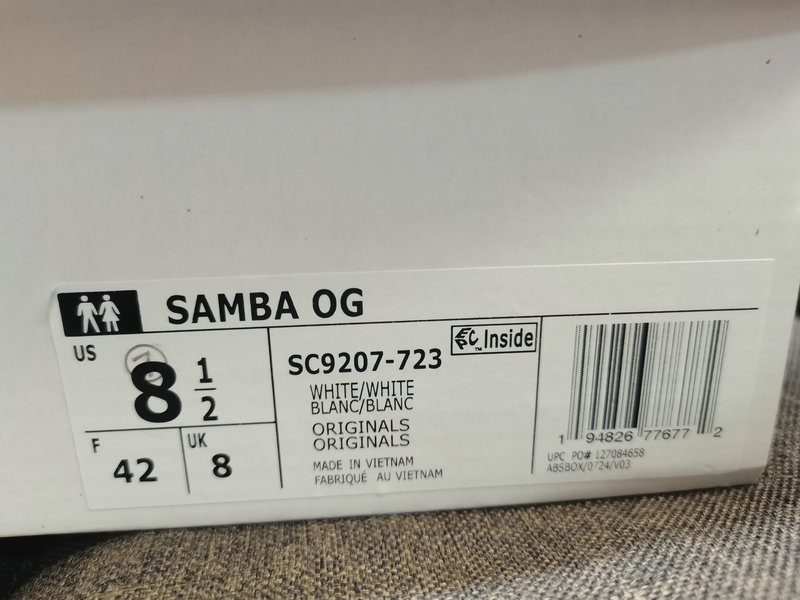 SAMBA OG
US
8 1/2
F
42
UK
8
SC9207-723
WHITE/WHITE
BLANC/BLANC
ORIGINALS
ORIGINALS
MADE IN VIETNAM
FABRIQUÉ AU VIETNAM
Inside
1 94826 77677 2
UPC PO# 127084658